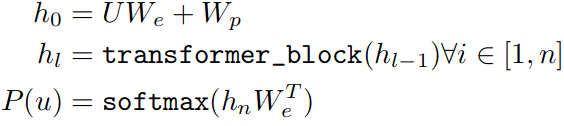 h_0 = UW_e + W_p
h_l = transformer_block(h_{l−1})∀i ∈ [1, n]
P(u) = softmax(h_n W_e^T)